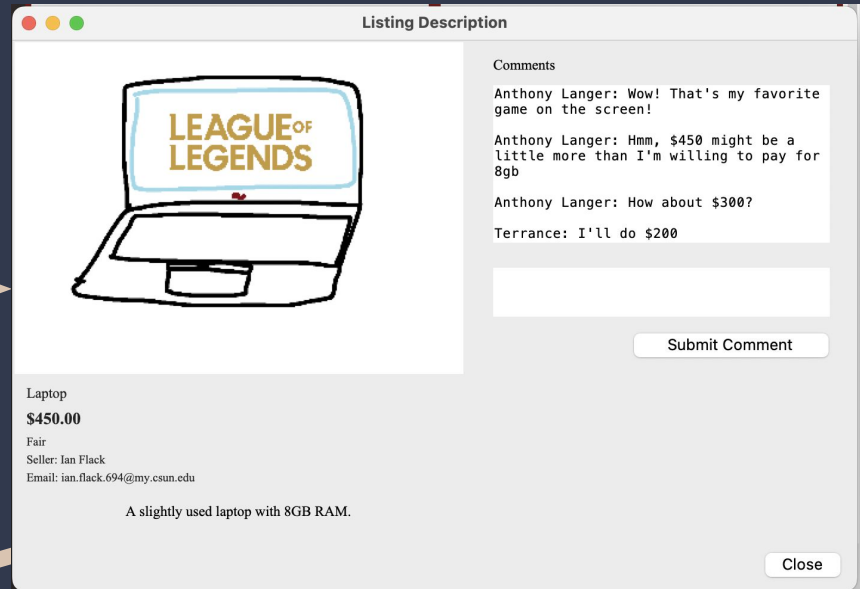 Listing Description
LEAGUE OF
LEGENDS
Laptop
$450.00
Fair
Seller: Ian Flack
Email: ian.flack.694@my.csun.edu
A slightly used laptop with 8GB RAM.
Comments
Anthony Langer: Wow! That's my favorite
game on the screen!
Anthony Langer: Hmm, $450 might be a
little more than I'm willing to pay for
8gb
Anthony Langer: How about $300?
Terrance: I'll do $200
Submit Comment
Close